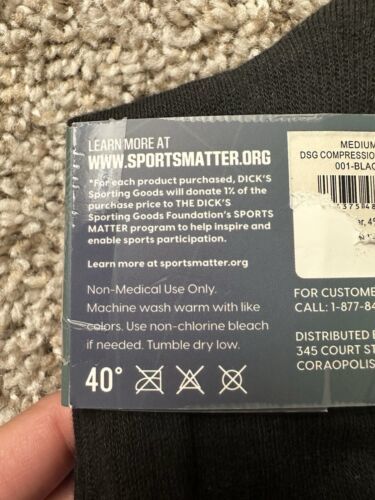 LEARN MORE AT
WWW.SPORTSMATTER.ORG
*For each product purchased, DICK'S
Sporting Goods will donate 1% of the
purchase price to THE DICK'S
Sporting Goods Foundation's SPORTS
MATTER program to help inspire and
enable sports participation.
Learn more at sportsmatter.org
Non-Medical Use Only.
Machine wash warm with like
colors. Use non-chlorine bleach
if needed. Tumble dry low.
40°
MEDIUM
DSG COMPRESSION
001-BLAC
FOR CUSTOME
CALL: 1-877-84
DISTRIBUTED
345 COURT ST
CORAOPOLIS